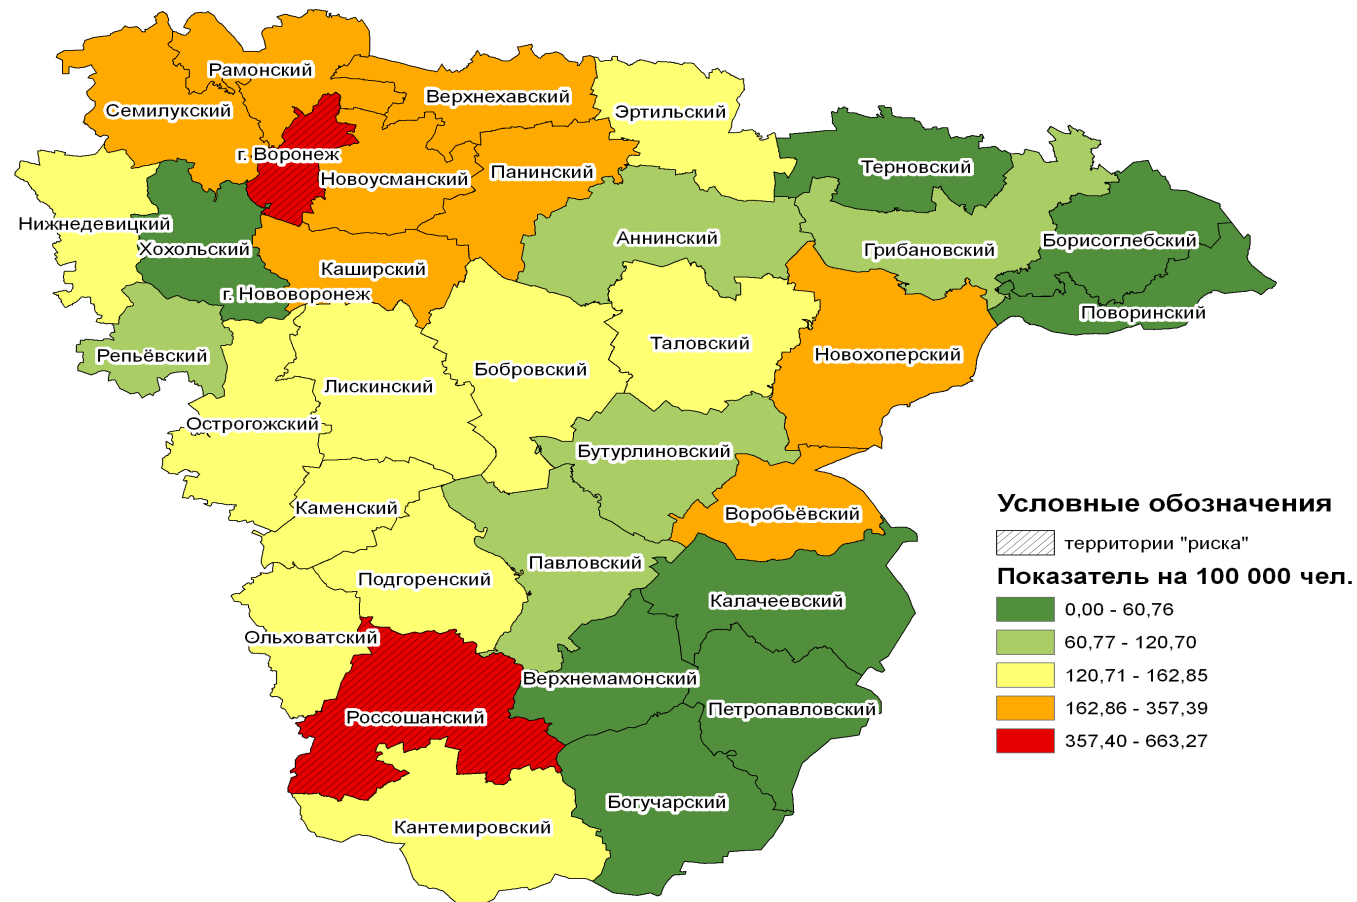 Рамонский
Верхнехавский
Семилукский
Эртильский
г. Воронеж
Терновский
Панинский
Новоусманский
Нижнедевицкий
Аннинский
Борисоглебский
Хохольский
Грибановский
Каширский
г. Нововоронеж
Поворинский
Таловский
Репьёвский
Новохоперский
Бобровский
Лискинский
Острогожский
Бутурлиновский
Каменский
Воробьёвский
Павловский
Подгоренский
Калачеевский
Ольховатский
Верхнемамонский
Петропавловский
Россошанский
Богучарский
Кантемировский
Условные обозначения
территории "риска"
Показатель на 100 000 чел.
0,00 - 60,76
60,77 - 120,70
120,71 - 162,85
162,86 - 357,39
357,40 - 663,27